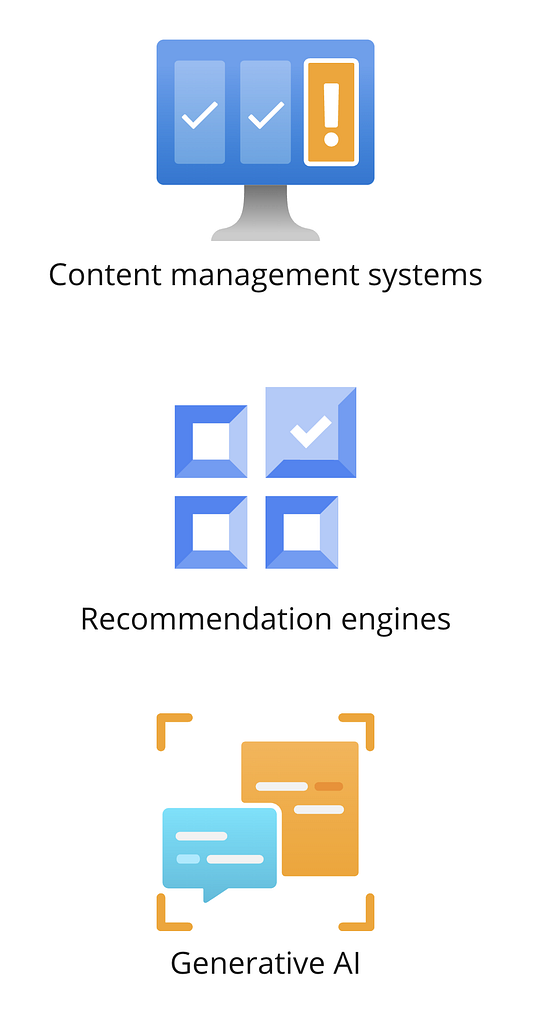 Content management systems
Recommendation engines
Generative AI